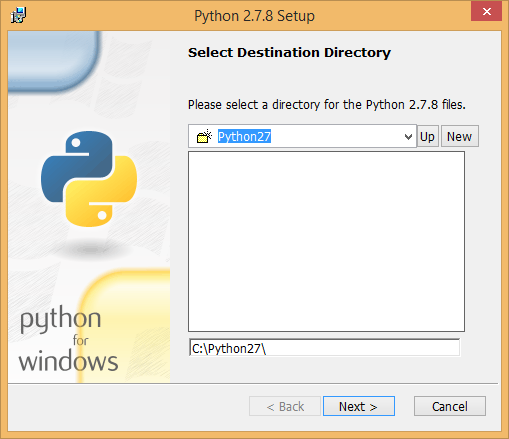 Python 2.7.8 Setup
Select Destination Directory
Please select a directory for the Python 2.7.8 files.
Python27 Up New
C:\Python27\
python
for
windows
< Back Next > Cancel